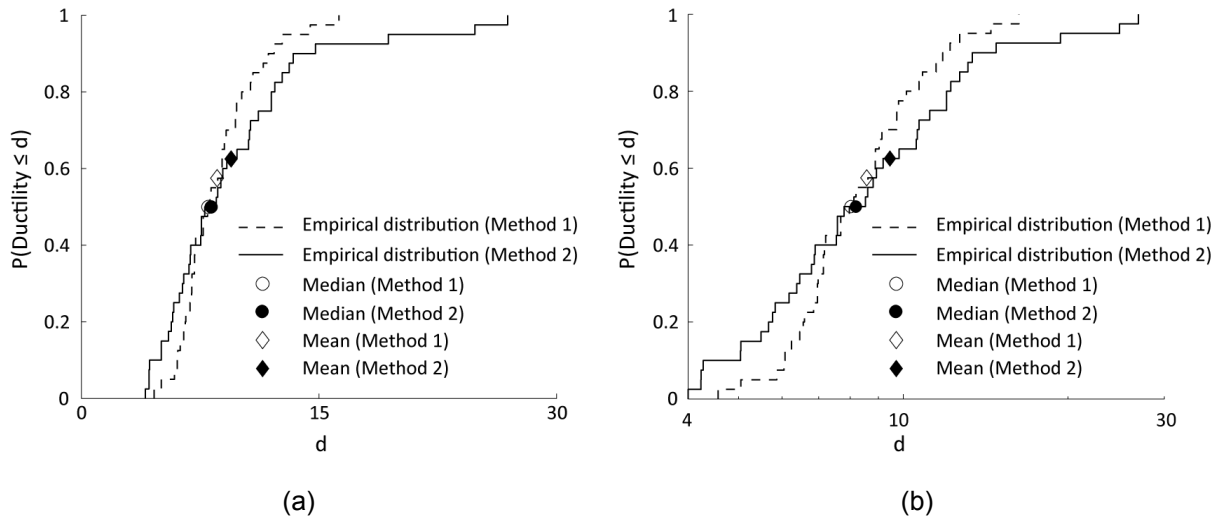 1
0.8
0.6
0.4
0.2
0
P(Ductility ≤ d)
Empirical distribution (Method 1)
Empirical distribution (Method 2)
Median (Method 1)
Median (Method 2)
Mean (Method 1)
Mean (Method 2)
0 15 30
d
(a)
1
0.8
0.6
0.4
0.2
0
P(Ductility ≤ d)
Empirical distribution (Method 1)
Empirical distribution (Method 2)
Median (Method 1)
Median (Method 2)
Mean (Method 1)
Mean (Method 2)
4 10 30
d
(b)